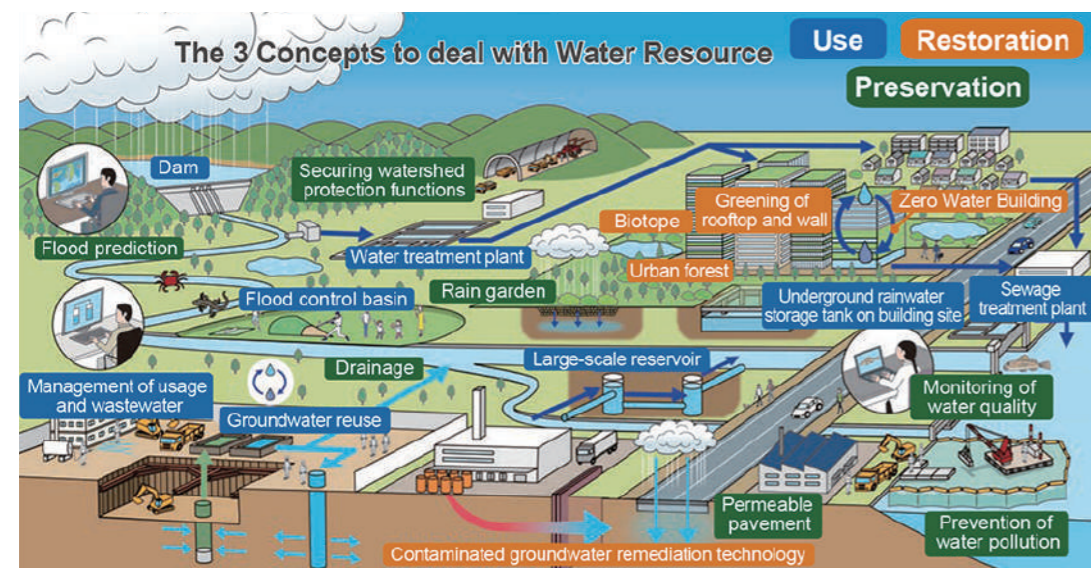 The 3 Concepts to deal with Water Resource
Use
Restoration
Preservation
Dam
Securing watershed
protection functions
Flood prediction
Water treatment plant
Biotope
Greening of
rooftop and wall
Zero Water Building
Urban forest
Flood control basin
Rain garden
Underground rainwater
storage tank on building site
Sewage
treatment plant
Drainage
Large-scale reservoir
Management of usage
and wastewater
Groundwater reuse
Monitoring of
water quality
Permeable
pavement
Prevention of
water pollution
Contaminated groundwater remediation technology